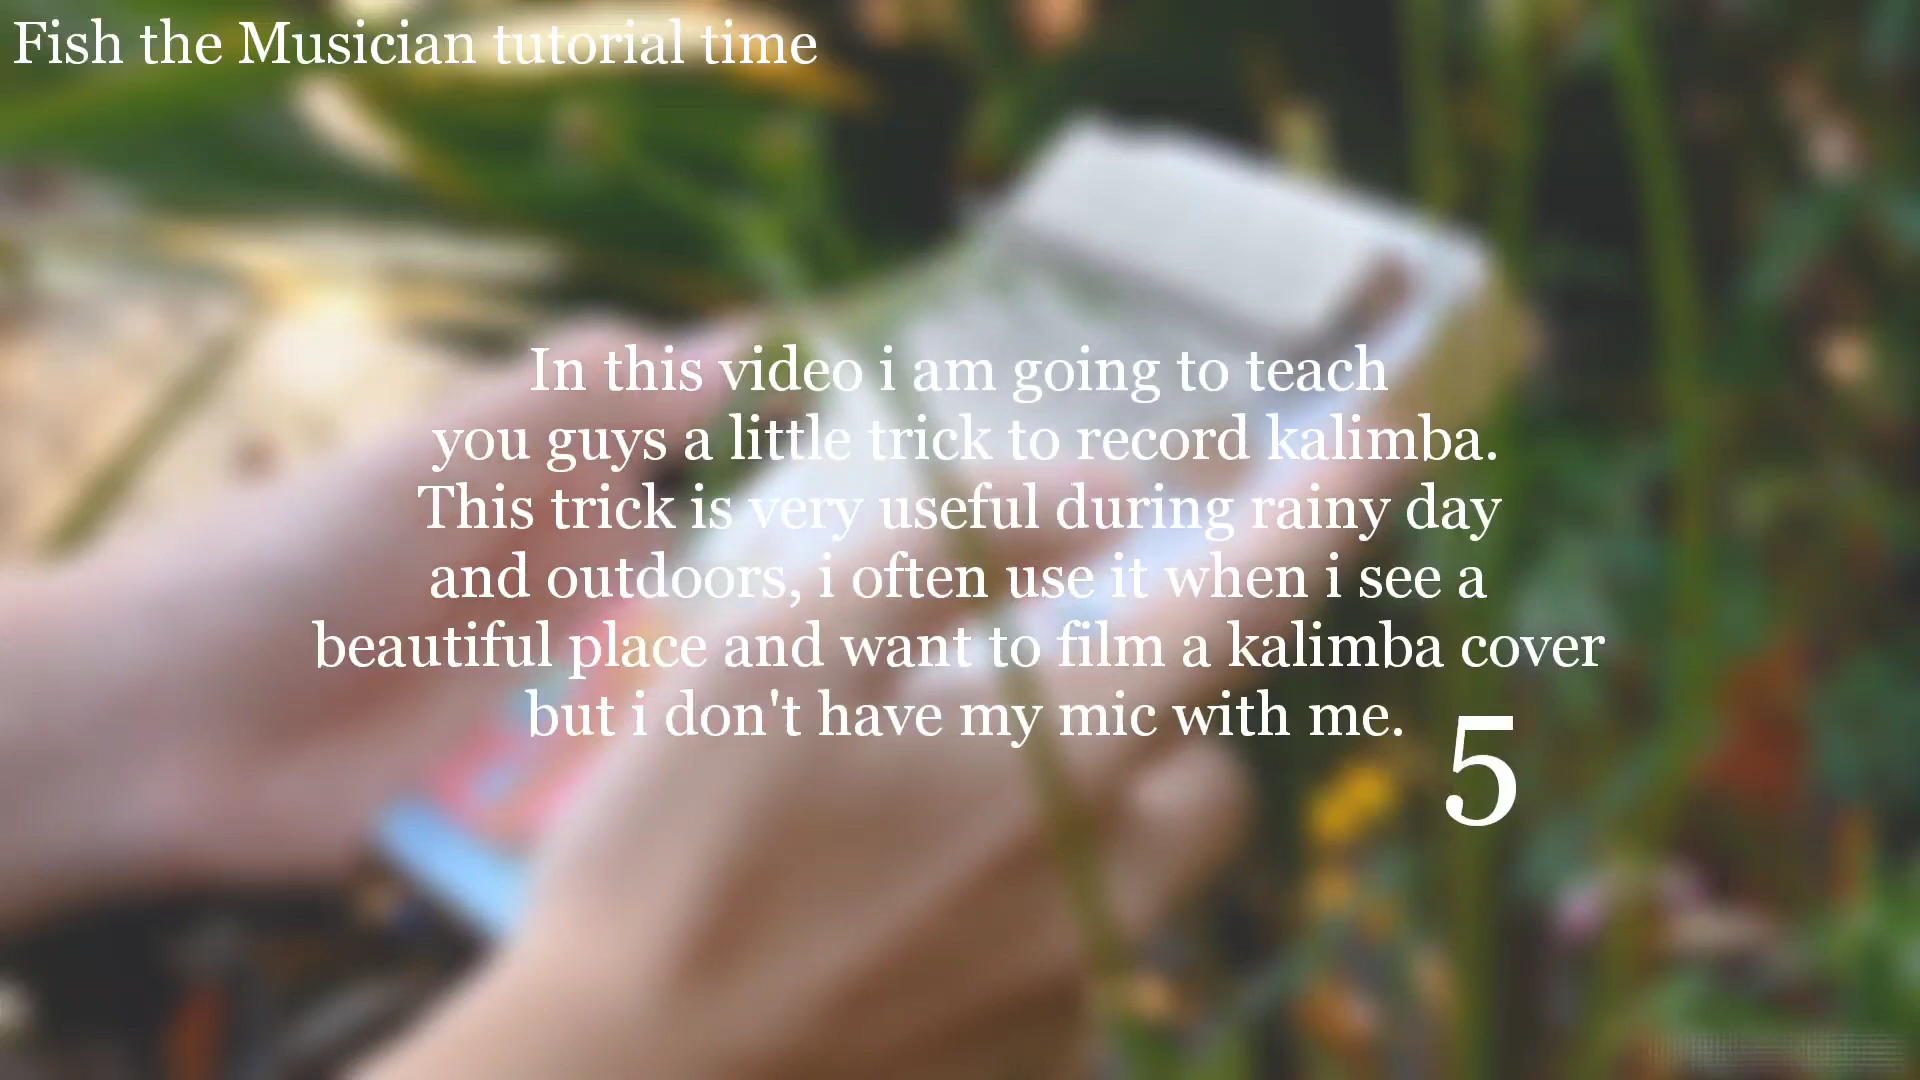 Fish the Musician tutorial time
In this video i am going to teach
you guys a little trick to record kalimba.
This trick is very useful during rainy day
and outdoors, i often use it when i see a
beautiful place and want to film a kalimba cover
but i don't have my mic with me.
5